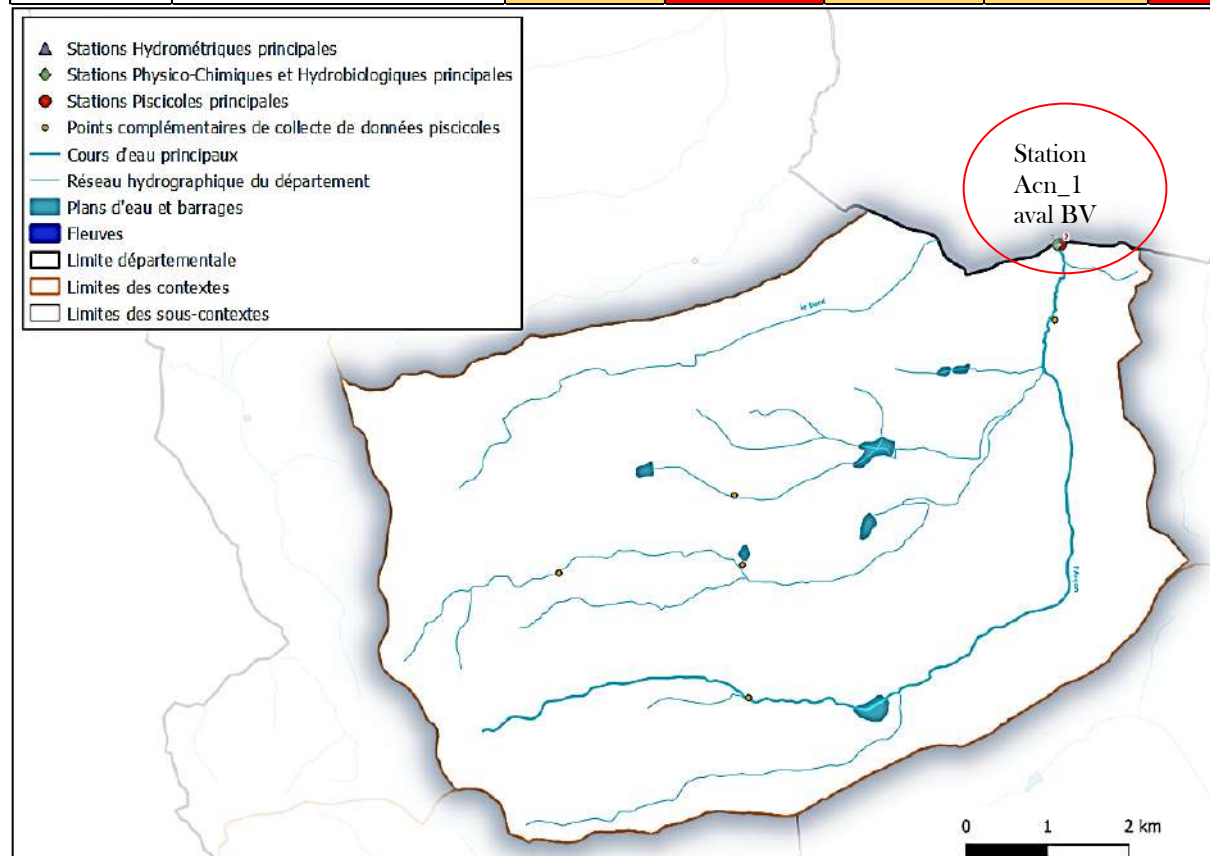 Stations Hydrométriques principales
Stations Physico-Chimiques et Hydrobiologiques principales
Stations Piscicoles principales
Points complémentaires de collecte de données piscicoles
Cours d'eau principaux
Réseau hydrographique du département
Plans d'eau et barrages
Fleuves
Limite départementale
Limites des contextes
Limites des sous-contextes
Station
Acn_1
aval BV
0 1 2 km